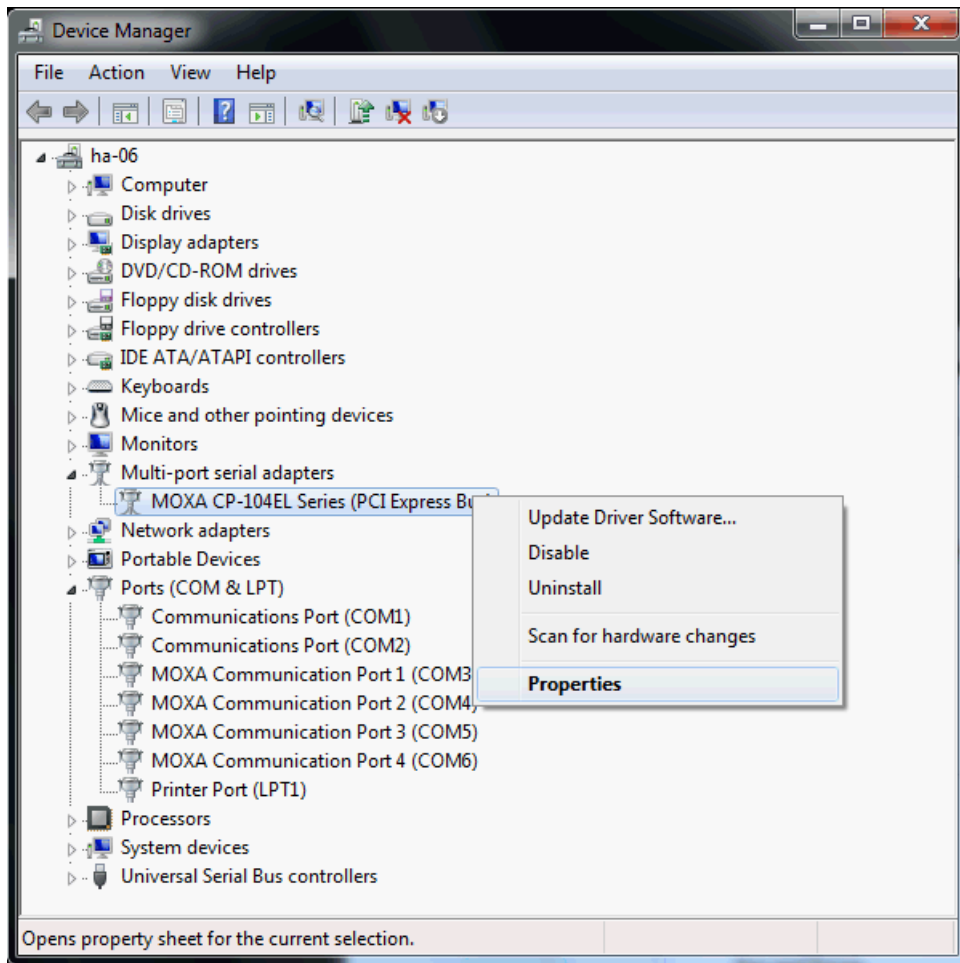 Device Manager
File Action View Help
ha-06
Computer
Disk drives
Display adapters
DVD/CD-ROM drives
Floppy disk drives
Floppy drive controllers
IDE ATA/ATAPI controllers
Keyboards
Mice and other pointing devices
Monitors
Multi-port serial adapters
MOXA CP-104EL Series (PCI Express
Network adapters
Portable Devices
Ports (COM & LPT)
Communications Port (COM1)
Communications Port (COM2)
MOXA Communication Port 1 (COM3
MOXA Communication Port 2 (COM4)
MOXA Communication Port 3 (COM5)
MOXA Communication Port 4 (COM6)
Printer Port (LPT1)
Processors
System devices
Universal Serial Bus controllers
Update Driver Software...
Disable
Uninstall
Scan for hardware changes
Properties
Opens property sheet for the current selection.